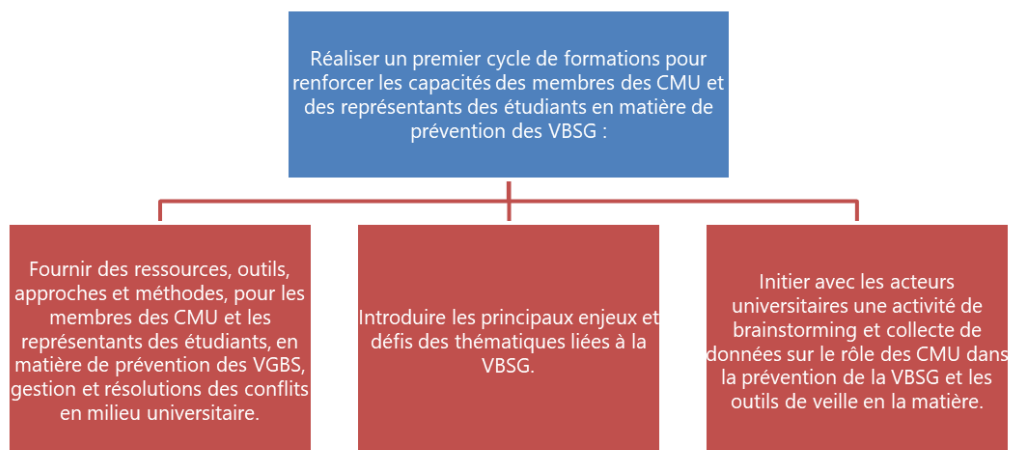 Réaliser un premier cycle de formations pour
renforcer les capacités des membres des CMU et
des représentants des étudiants en matière de
prévention des VBSG :
Fournir des ressources, outils,
approches et méthodes, pour les
membres des CMU et les
représentants des étudiants, en
matière de prévention des VGBS,
gestion et résolutions des conflits
en milieu universitaire.
Introduire les principaux enjeux et
défis des thématiques liées à la
VBSG.
Initier avec les acteurs
universitaires une activité de
brainstorming et collecte de
données sur le rôle des CMU dans
la prévention de la VBSG et les
outils de veille en la matière.